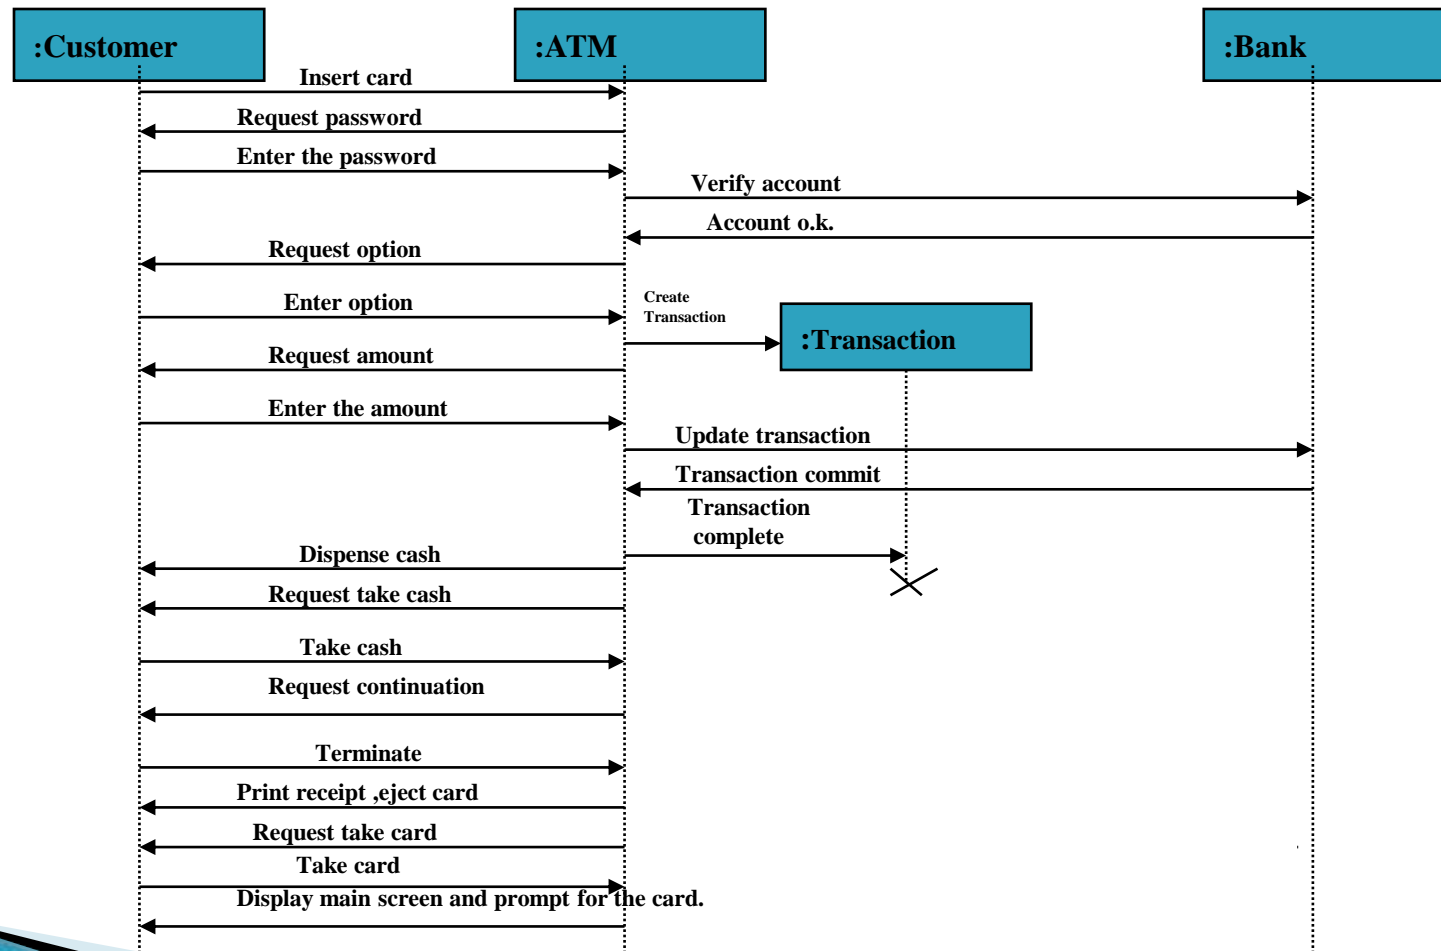 :Customer
:ATM
:Bank
Insert card
Request password
Enter the password
Verify account
Account o.k.
Request option
Enter option
Create
Transaction
:Transaction
Request amount
Enter the amount
Update transaction
Transaction commit
Transaction
complete
Dispense cash
Request take cash
Take cash
Request continuation
Terminate
Print receipt ,eject card
Request take card
Take card
Display main screen and prompt for the card.